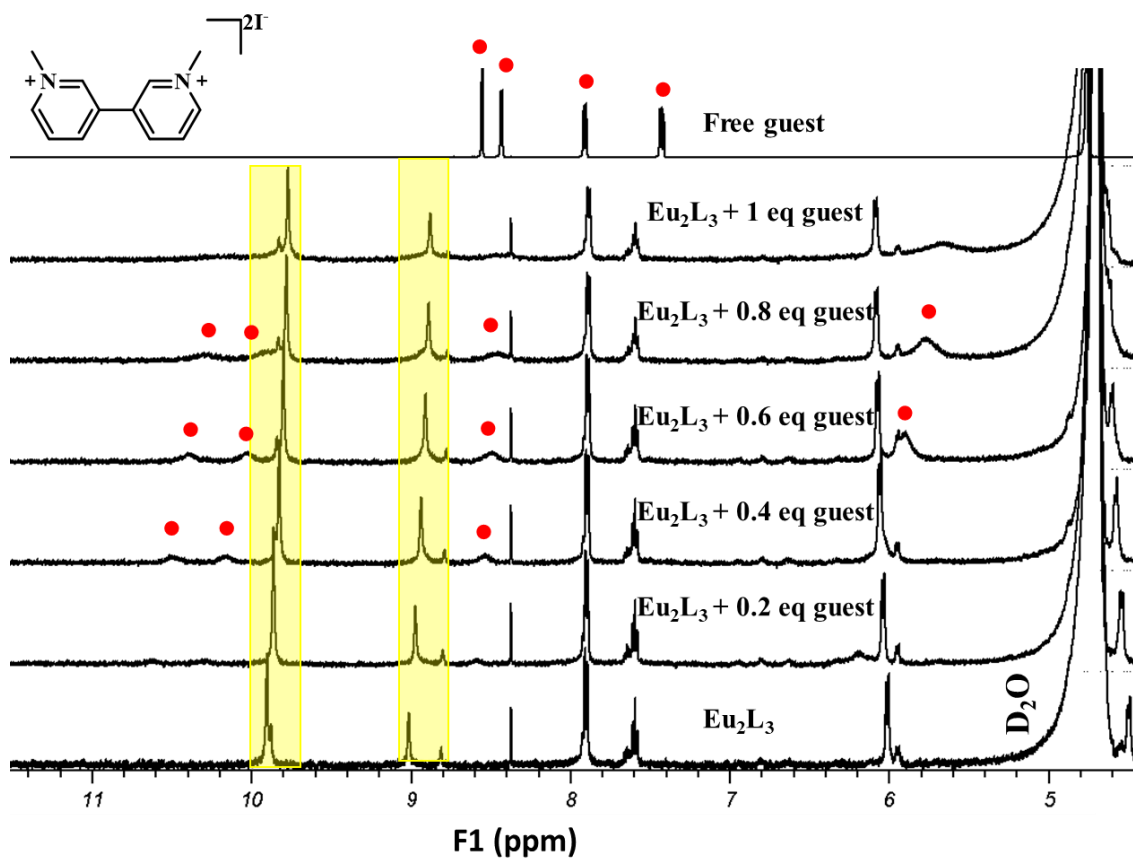 2I⁻
N
+
N
+
Free guest
Eu₂L₃ + 1 eq guest
Eu₂L₃ + 0.8 eq guest
Eu₂L₃ + 0.6 eq guest
Eu₂L₃ + 0.4 eq guest
Eu₂L₃ + 0.2 eq guest
Eu₂L₃
D₂O
11 10 9 8 7 6 5
F1 (ppm)